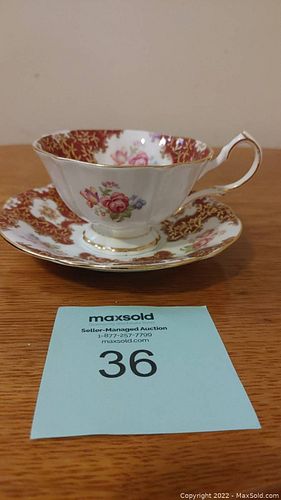 maxsold
Seller-Managed Auction
1-877-257-7799
maxsold.com
36
Copyright © 2022 - MaxSold.com